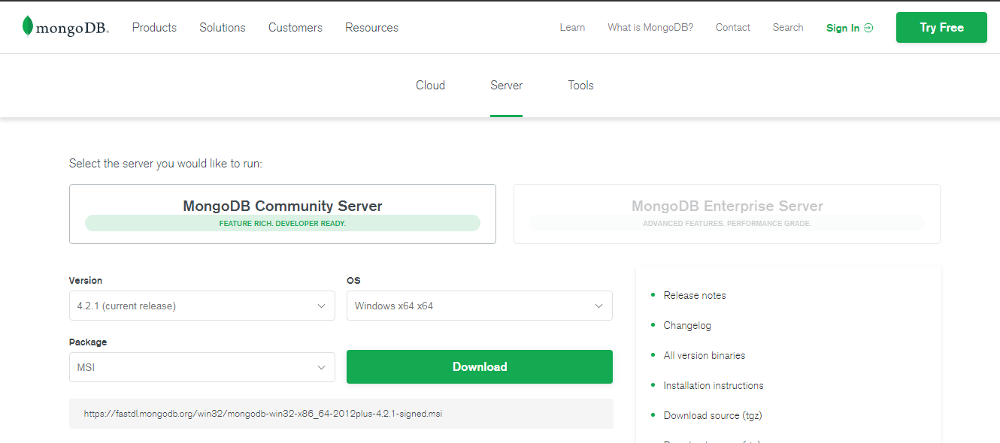 mongoDB. Products Solutions Customers Resources Learn What is MongoDB? Contact Search Sign In Try Free
Cloud Server Tools
Select the server you would like to run:
MongoDB Community Server
FEATURE RICH. DEVELOPER READY.
MongoDB Enterprise Server
ADVANCED FEATURES. PERFORMANCE GRADE.
Version
4.2.1 (current release)
OS
Windows x64 x64
Package
MSI
Download
https://fastdl.mongodb.org/win32/mongodb-win32-x86_64-2012plus-4.2.1-signed.msi
Release notes
Changelog
All version binaries
Installation instructions
Download source (tgz)